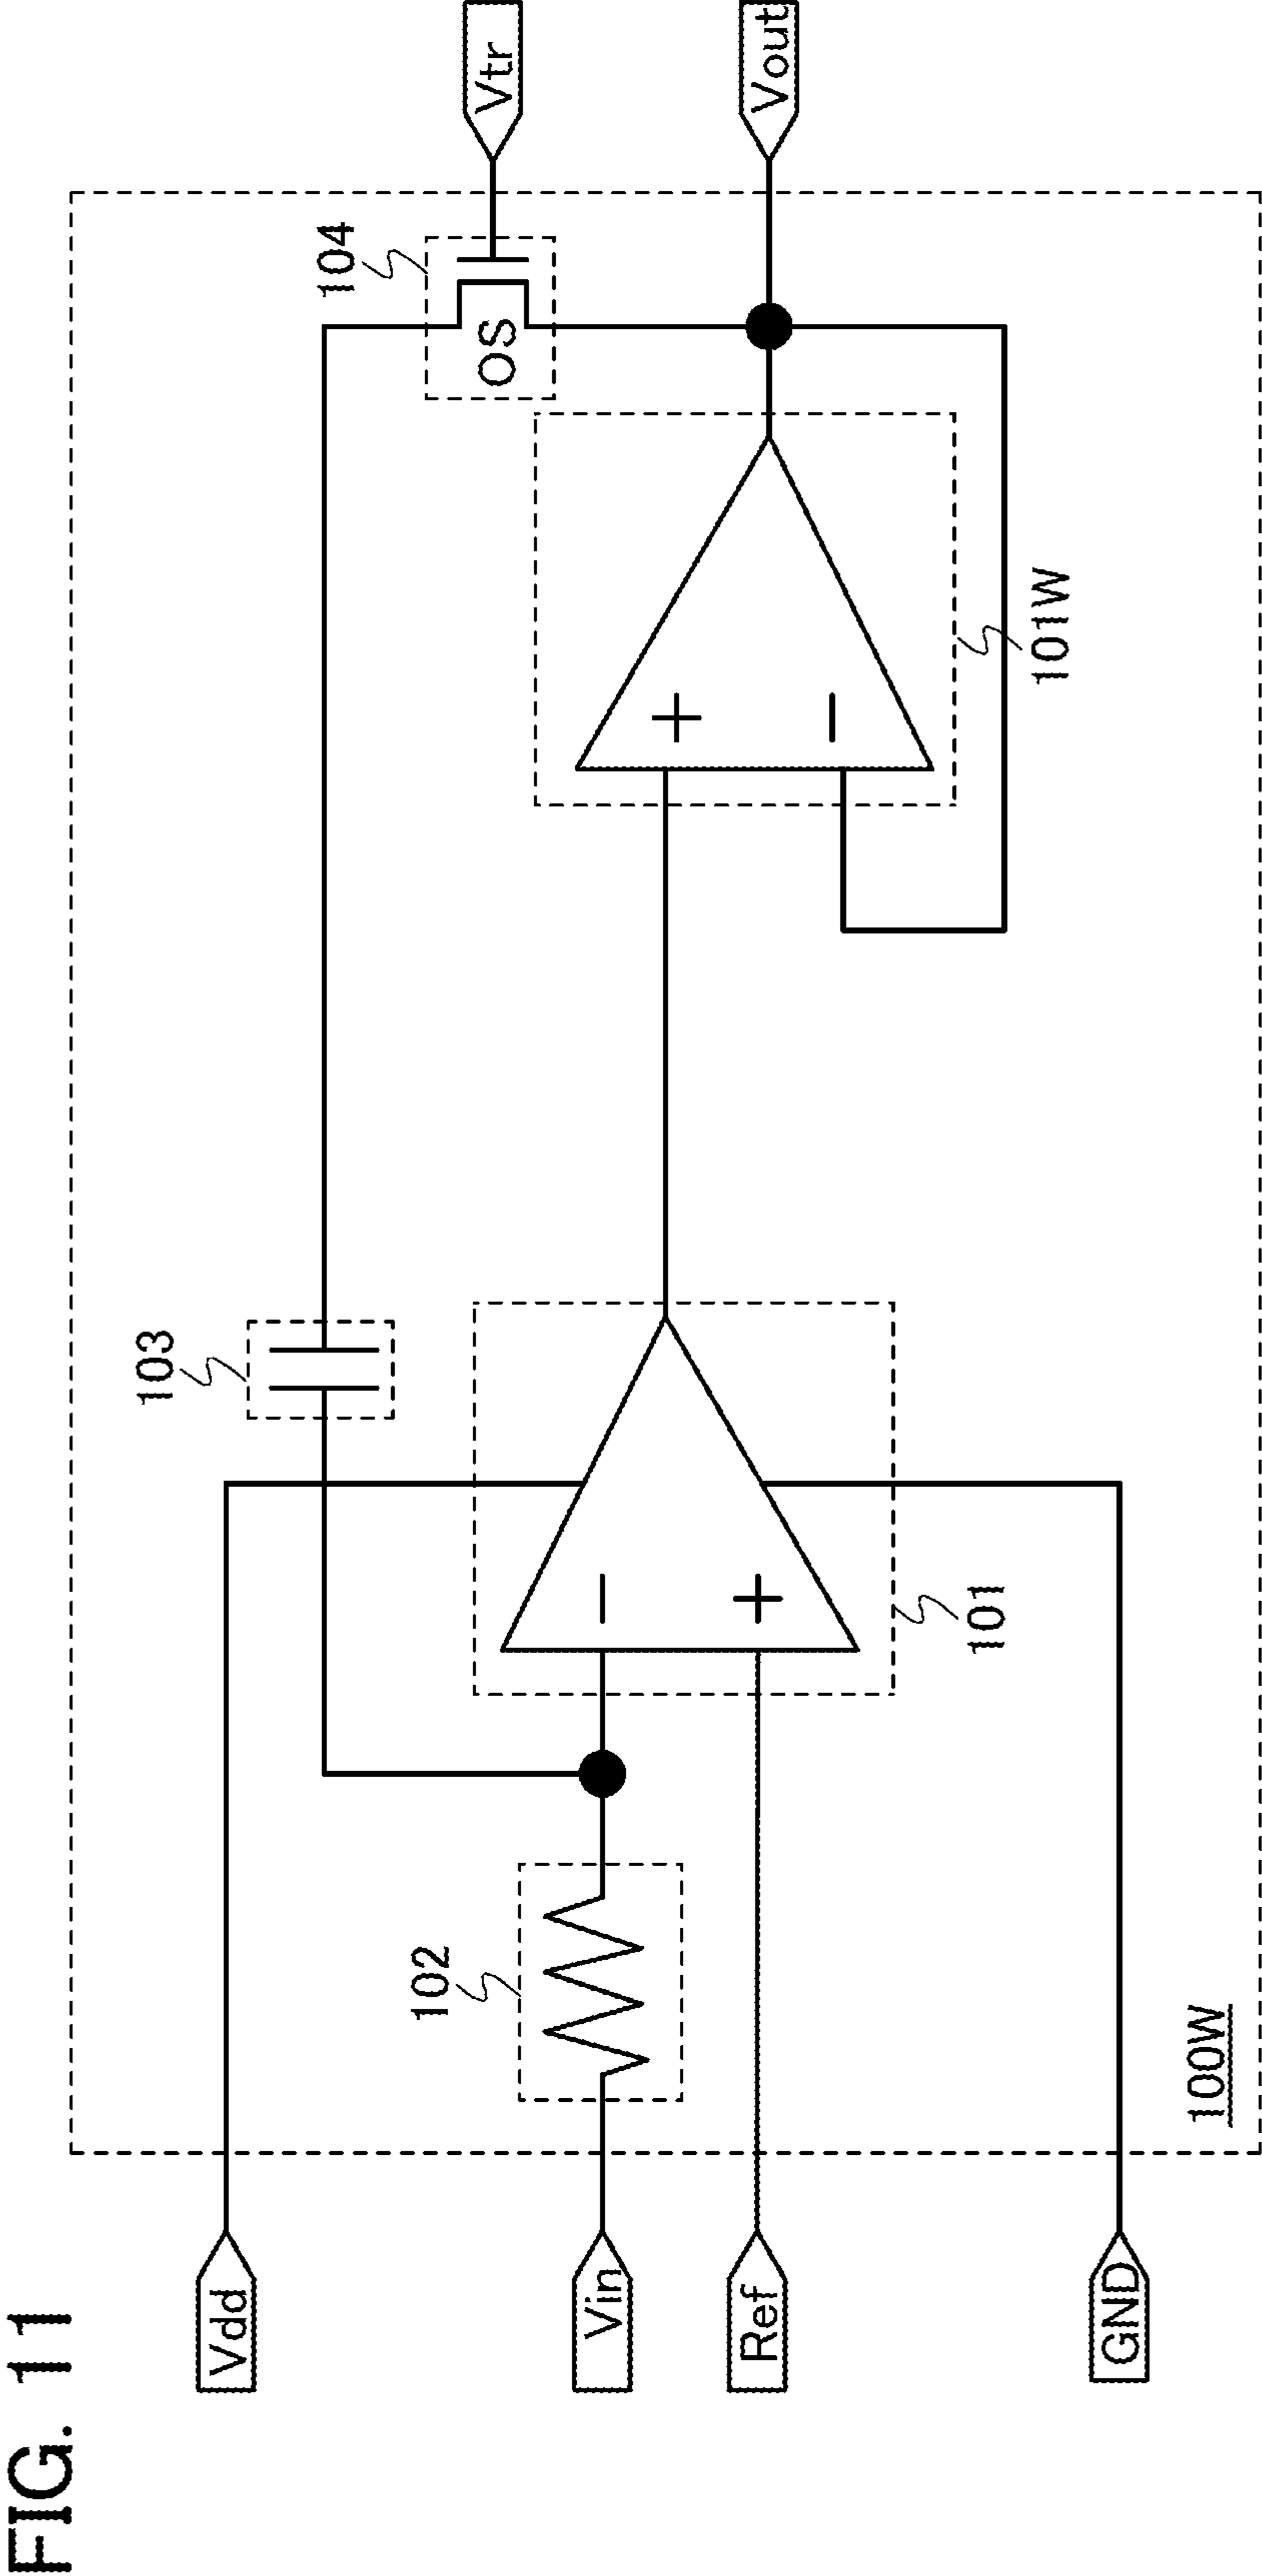 FIG. 11
Vdd
103
104
OS
Vtr
102
Vin
−
+
Ref
101
+
−
101W
Vout
GND
100W